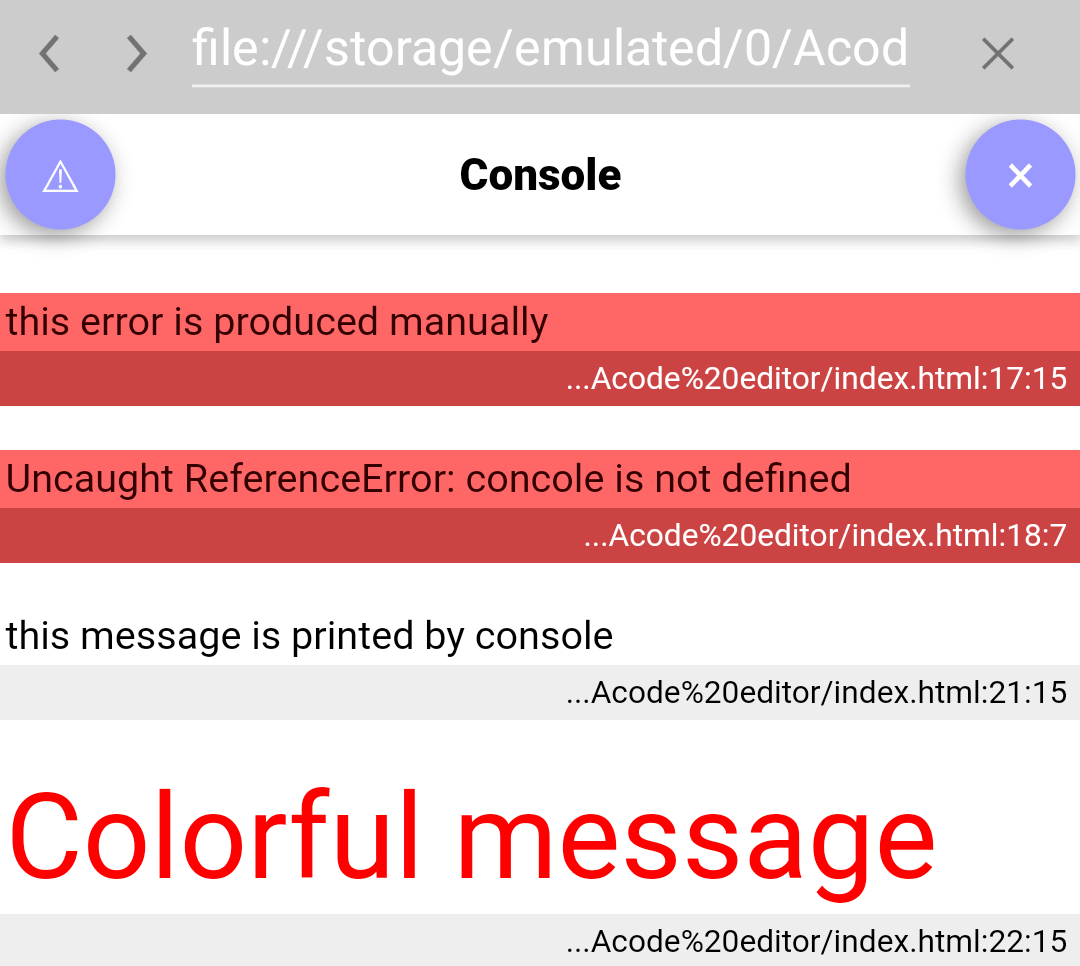 file:///storage/emulated/0/Acod
Console
this error is produced manually
...Acode%20editor/index.html:17:15
Uncaught ReferenceError: concole is not defined
...Acode%20editor/index.html:18:7
this message is printed by console
...Acode%20editor/index.html:21:15
Colorful message
...Acode%20editor/index.html:22:15